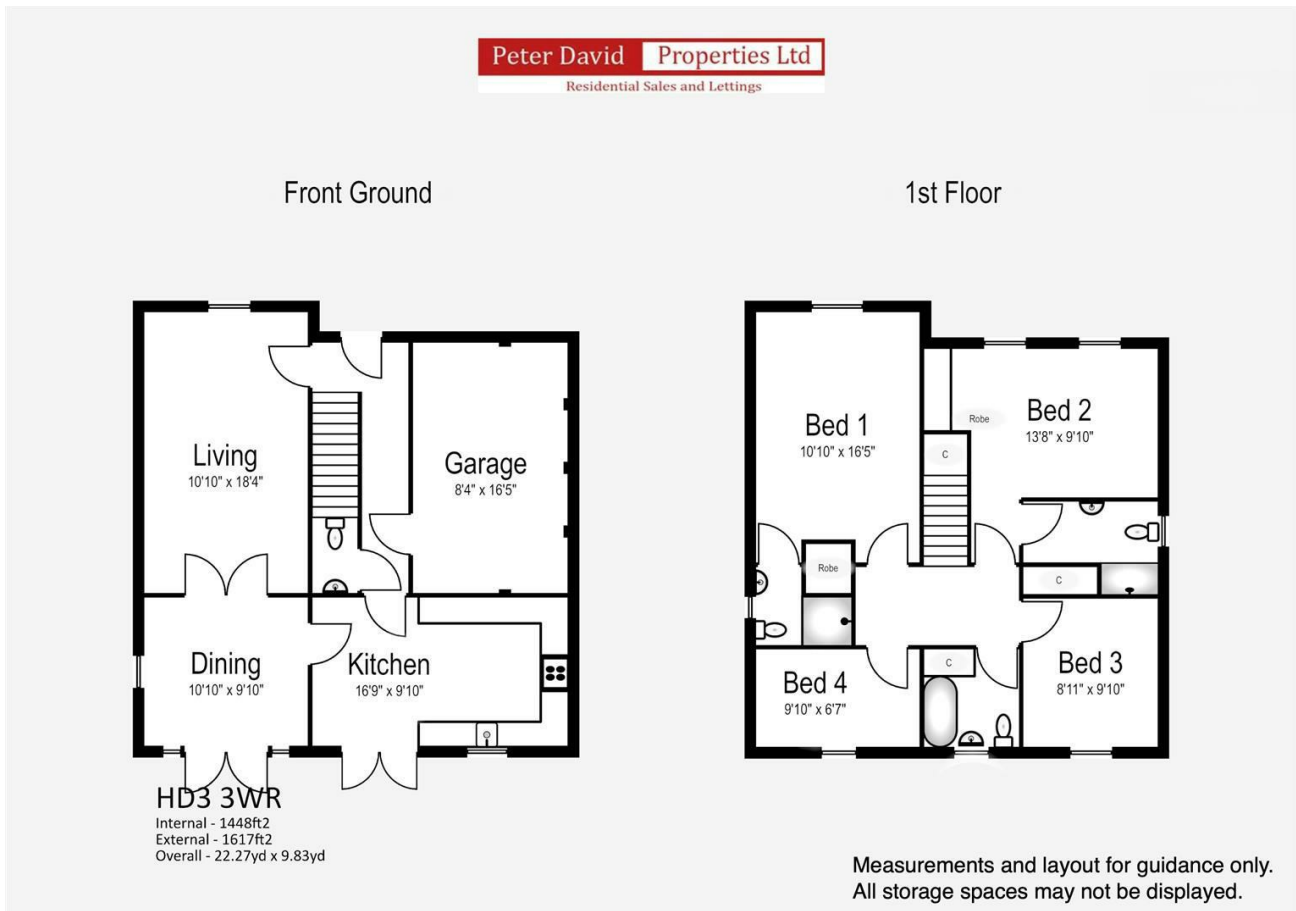 Peter David Properties Ltd
Residential Sales and Lettings
Front Ground
1st Floor
Living
10'10" x 18'4"
Garage
8'4" x 16'5"
Dining
10'10" x 9'10"
Kitchen
16'9" x 9'10"
HD3 3WR
Internal - 1448ft2
External - 1617ft2
Overall - 22.27yd x 9.83yd
Bed 1
10'10" x 16'5"
Robe
Bed 2
13'8" x 9'10"
C
Robe
C
Bed 3
8'11" x 9'10"
C
Bed 4
9'10" x 6'7"
Measurements and layout for guidance only.
All storage spaces may not be displayed.